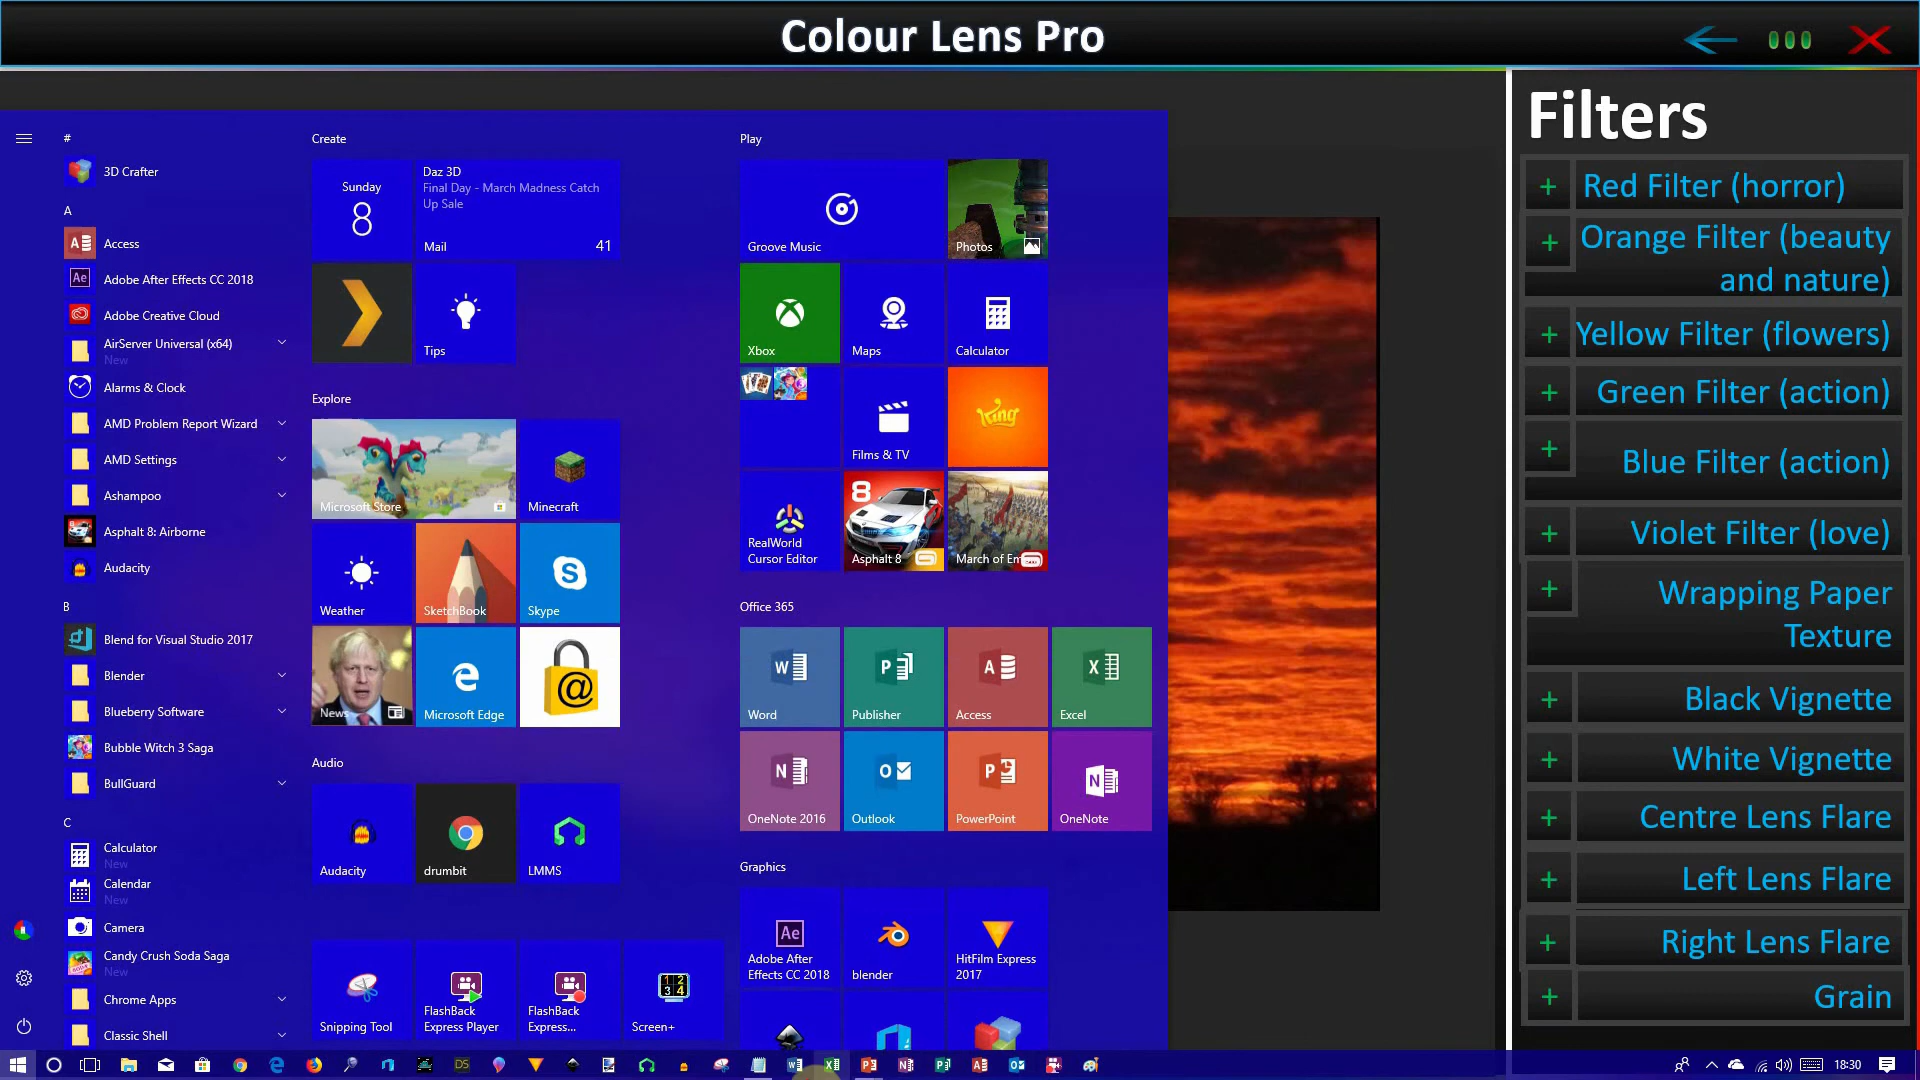 Colour Lens Pro
#
3D Crafter
A
Access
Adobe After Effects CC 2018
Adobe Creative Cloud
AirServer Universal (x64)
New
Alarms & Clock
AMD Problem Report Wizard
AMD Settings
Ashampoo
Asphalt 8: Airborne
Audacity
B
Blend for Visual Studio 2017
Blender
Blueberry Software
Bubble Witch 3 Saga
BullGuard
C
Calculator
New
Calendar
New
Camera
Candy Crush Soda Saga
New
Chrome Apps
Classic Shell
Create
Sunday
8
Daz 3D
Final Day - March Madness Catch
Up Sale
Mail
41
Tips
Explore
Microsoft Store
Minecraft
Weather
SketchBook
Skype
News
Microsoft Edge
Audio
Audacity
drumbit
LMMS
Snipping Tool
FlashBack
Express Player
FlashBack
Express...
Screen+
Play
Groove Music
Photos
Xbox
Maps
Calculator
Films & TV
King
RealWorld
Cursor Editor
8
Asphalt 8
March of Em
Office 365
Word
Publisher
Access
Excel
OneNote 2016
Outlook
PowerPoint
OneNote
Graphics
Ae
Adobe After
Effects CC 2018
blender
HitFilm Express
2017
Filters
+ Red Filter (horror)
+ Orange Filter (beauty
and nature)
+ Yellow Filter (flowers)
+ Green Filter (action)
+ Blue Filter (action)
+ Violet Filter (love)
+ Wrapping Paper
Texture
+ Black Vignette
+ White Vignette
+ Centre Lens Flare
+ Left Lens Flare
+ Right Lens Flare
+ Grain
18:30